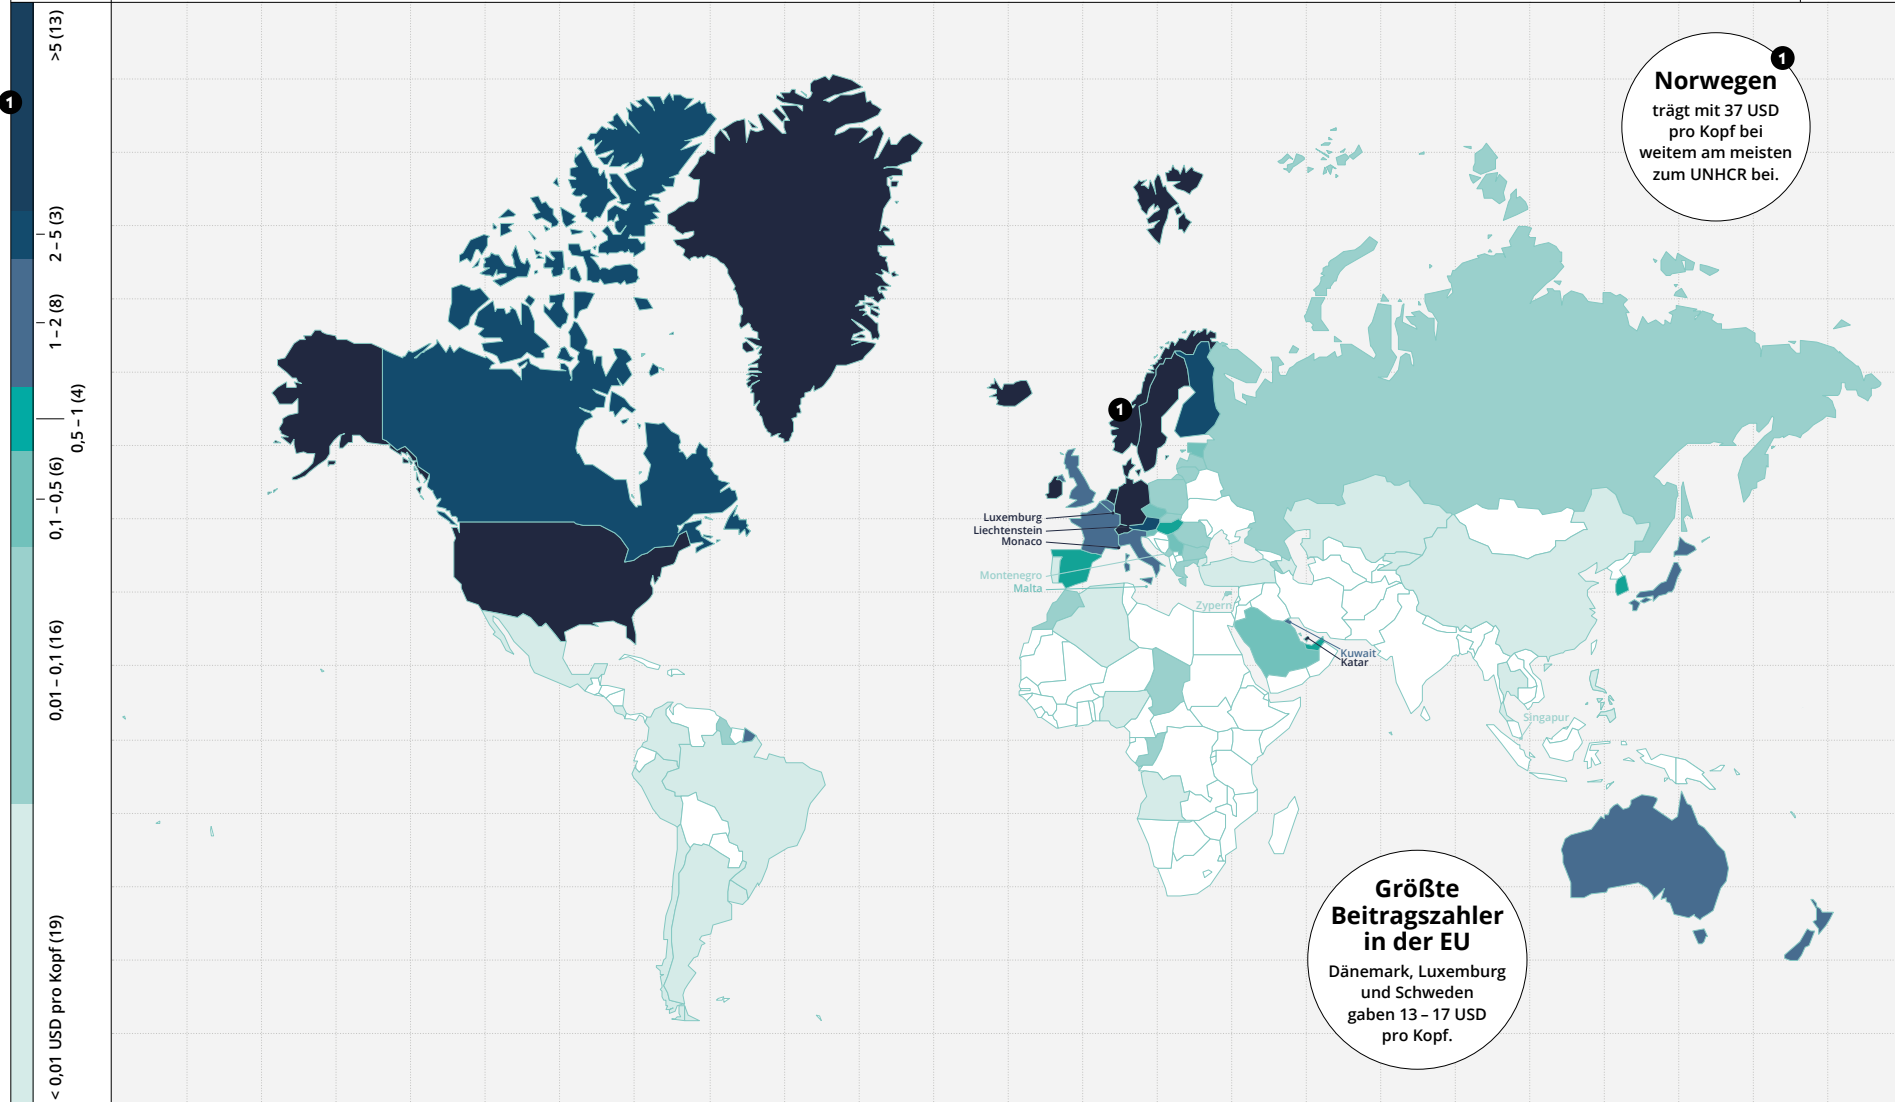 >5 (13)
2 – 5 (3)
1 – 2 (8)
0,5 – 1 (4)
0,1 – 0,5 (6)
0,01 – 0,1 (16)
< 0,01 USD pro Kopf (19)
1
1
Norwegen
trägt mit 37 USD
pro Kopf bei
weitem am meisten
zum UNHCR bei.
1
Luxemburg
Liechtenstein
Monaco
Montenegro
Malta
Zypern
Kuwait
Katar
Singapur
Größte
Beitragszahler
in der EU
Dänemark, Luxemburg
und Schweden
gaben 13 – 17 USD
pro Kopf.